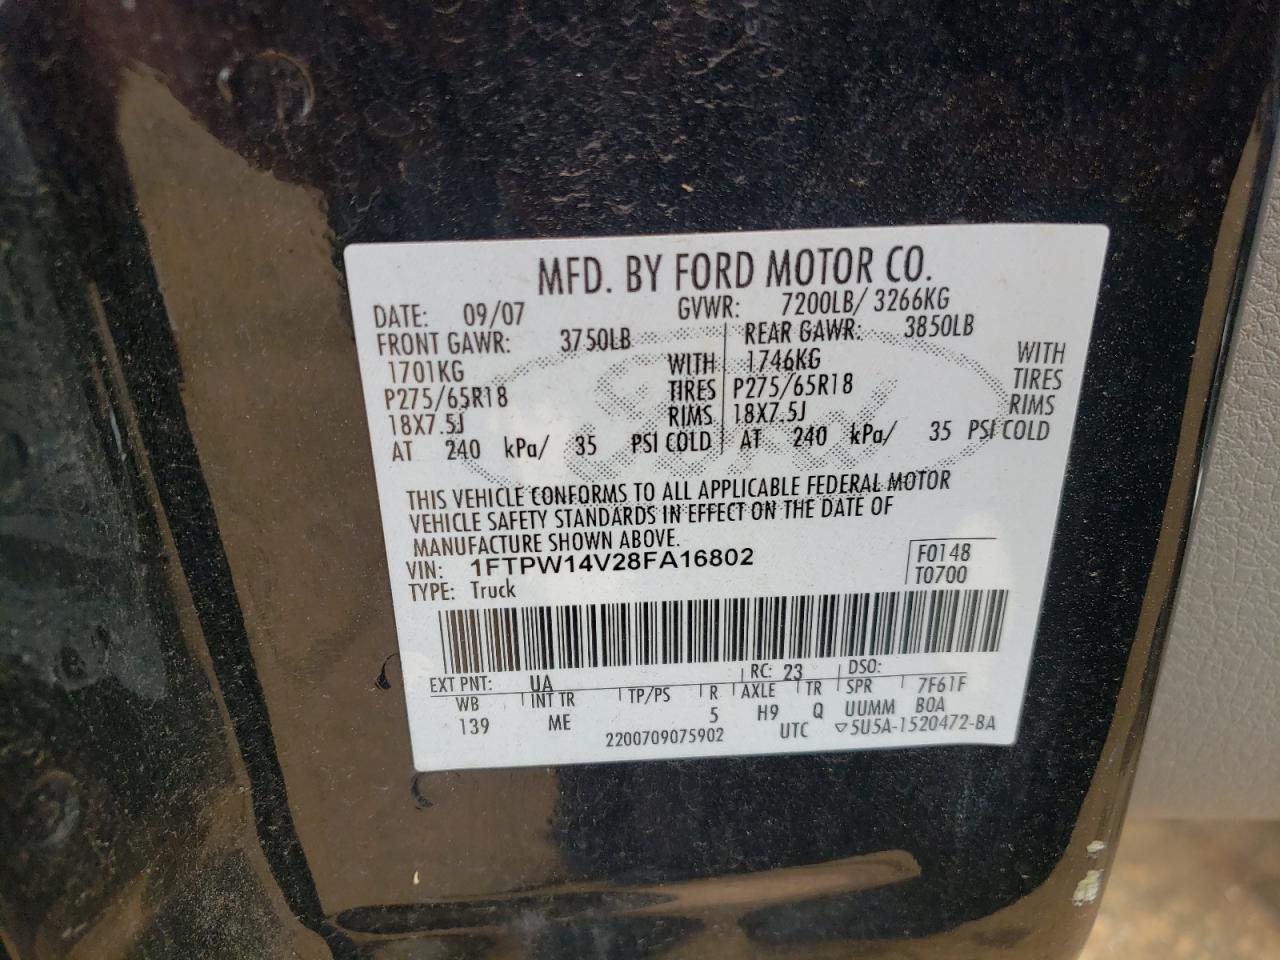 MFD. BY FORD MOTOR CO.
DATE: 09/07 GVWR: 7200LB/ 3266KG
FRONT GAWR: 3750LB REAR GAWR: 3850LB
1701KG WITH 1746KG WITH
P275/65R18 TIRES P275/65R18 TIRES
18X7.5J RIMS 18X7.5J RIMS
AT 240 kPa/ 35 PSI COLD AT 240 kPa/ 35 PSI COLD
THIS VEHICLE CONFORMS TO ALL APPLICABLE FEDERAL MOTOR
VEHICLE SAFETY STANDARDS IN EFFECT ON THE DATE OF
MANUFACTURE SHOWN ABOVE.
VIN: 1FTPW14V28FA16802 F0148
TYPE: Truck T0700
EXT PNT: UA RC: 23 DSO:
WB INT TR TP/PS R AXLE TR SPR 7F61F
139 ME 5 H9 Q UUMM BOA
2200709075902 UTC ▽5U5A-1520472-BA